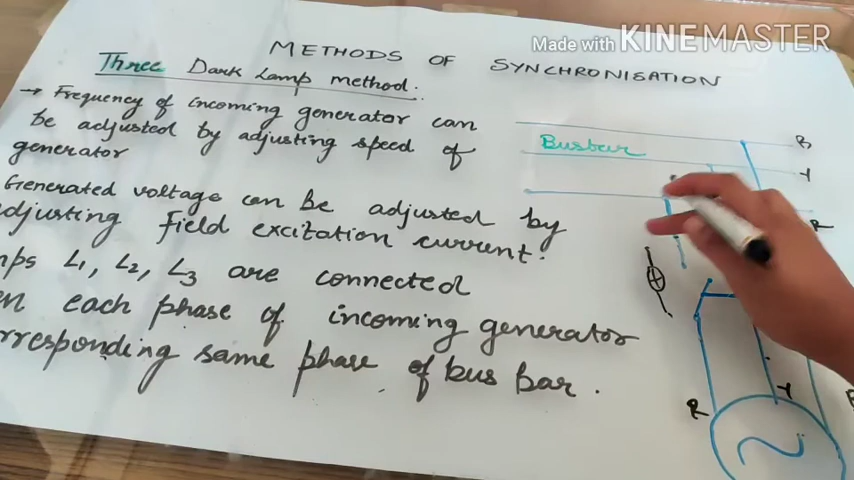 Made with KINEMASTER
METHODS OF SYNCHRONISATION
Three Dark Lamp method.
→ Frequency of incoming generator can
be adjusted by adjusting speed of
generator
Generated voltage can be adjusted by
adjusting field excitation current.
mps L1, L2, L3 are connected
en each phase of incoming generator
rresponding same phase of bus bar.
Busbar
B
Y
R
R
Y
B